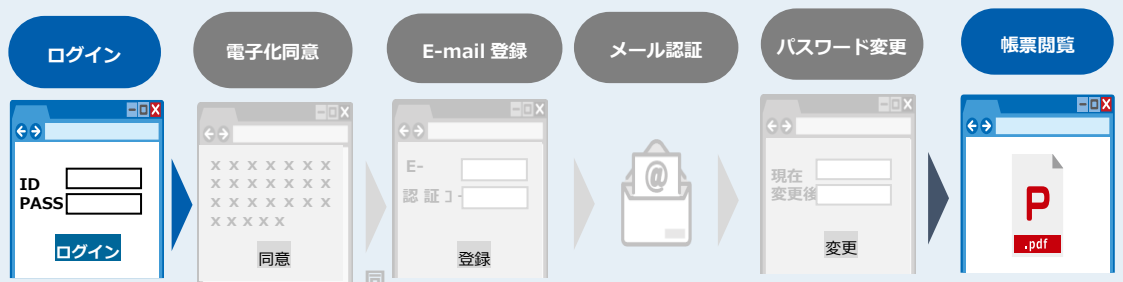 ログイン
電子化同意
E-mail 登録
メール認証
パスワード変更
帳票閲覧
ID
PASS
ログイン
x x x x x x x
x x x x x x x
x x x x x x x
x x x x x
同意
同
E-
認 証 コ -
登録
@
現在
変更後
変更
P
.pdf